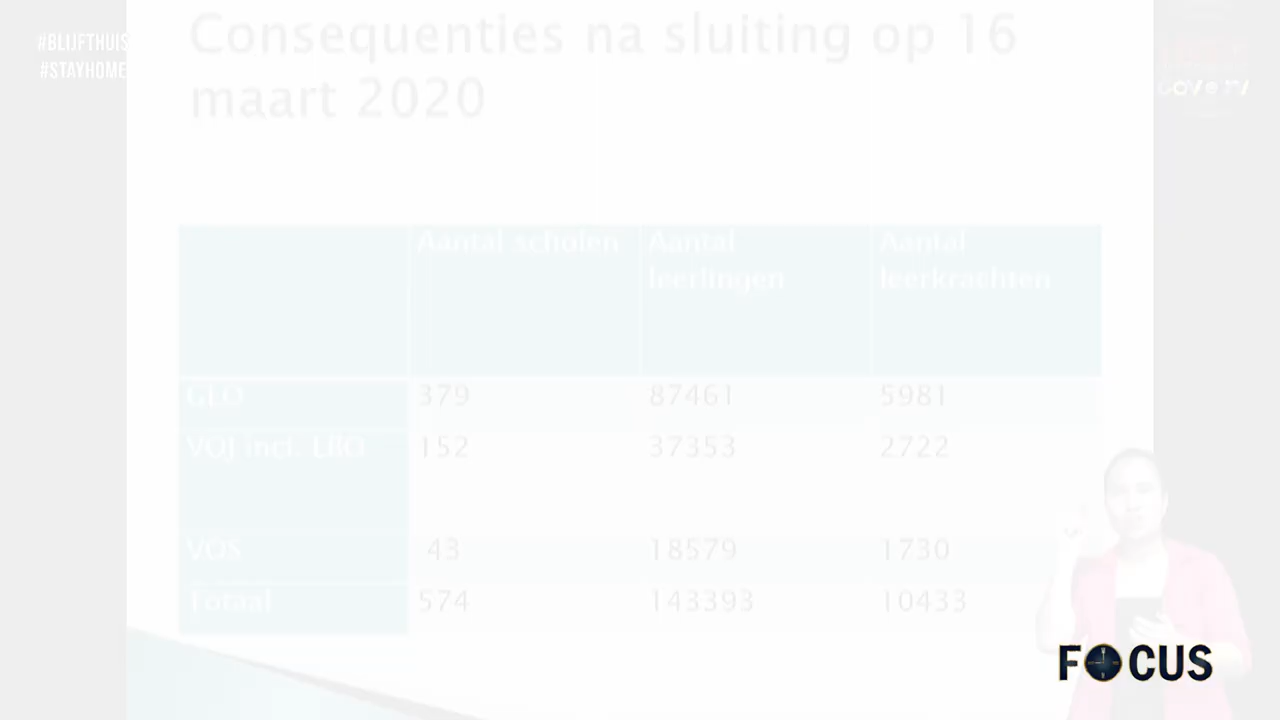 #BLIJFTHUIS
#STAYHOME
Consequenties na sluiting op 16
maart 2020
Aantal scholen Aantal leerlingen Aantal leerkrachten
GLO 379 87461 5981
VOJ incl. LBO 152 37353 2722
VOS 43 18579 1730
Totaal 574 143393 10433
FOCUS